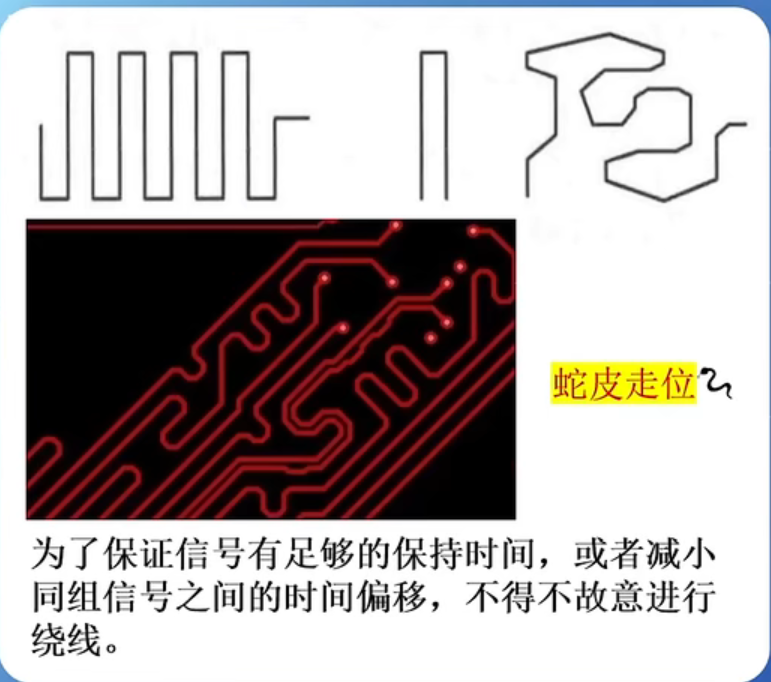 蛇皮走位
为了保证信号有足够的保持时间，或者减小
同组信号之间的时间偏移，不得不故意进行
绕线。